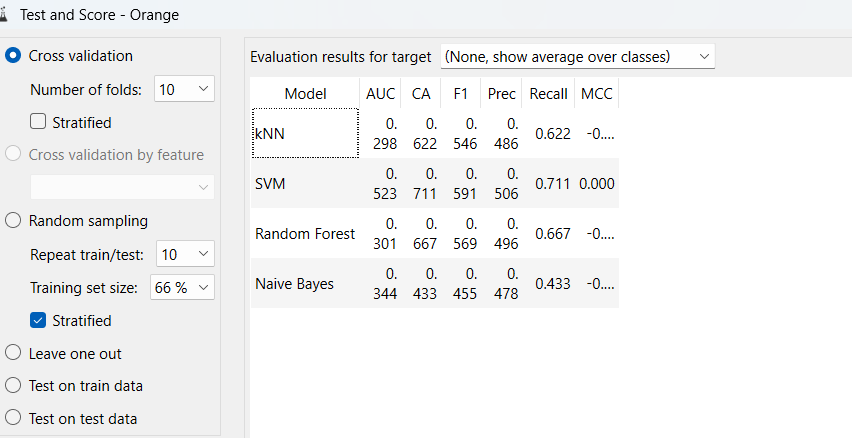 Test and Score - Orange
Cross validation
Number of folds: 10
Stratified
Cross validation by feature
Random sampling
Repeat train/test: 10
Training set size: 66 %
Stratified
Leave one out
Test on train data
Test on test data
Evaluation results for target (None, show average over classes)
Model AUC CA F1 Prec Recall MCC
kNN 0.298 0.622 0.546 0.486 0.622 -0....
SVM 0.523 0.711 0.591 0.506 0.711 0.000
Random Forest 0.301 0.667 0.569 0.496 0.667 -0....
Naive Bayes 0.344 0.433 0.455 0.478 0.433 -0....